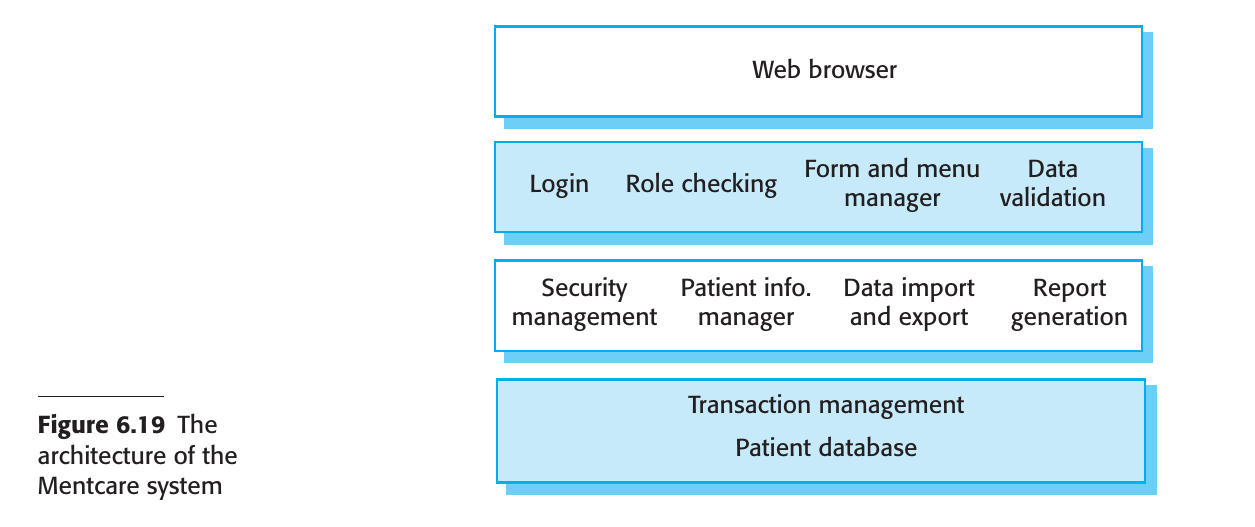 Web browser
Login Role checking Form and menu manager Data validation
Security management Patient info. manager Data import and export Report generation
Transaction management
Patient database
Figure 6.19 The
architecture of the
Mentcare system